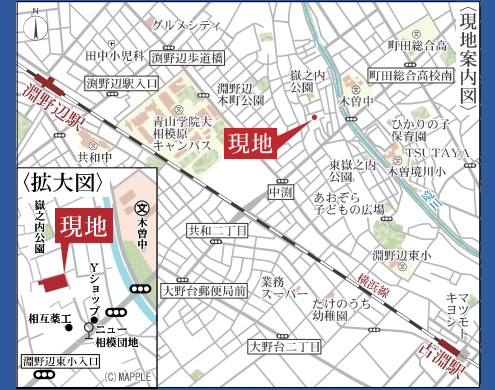 〈現地案内図〉
N
グルメシティ
田中小児科
淵野辺歩道橋
淵野辺駅入口
淵野辺駅
共和中
青山学院大
相模原
キャンパス
淵野辺
本町公園
嶽之内
公園
木曽中
町田総合高
町田総合高校南
ひかりの子
保育園
TSUTAYA
木曽境川小
境川
現地
東嶽之内
公園
中渕
あおぞら
子どもの広場
共和二丁目
淵野辺東小
大野台郵便局前
業務
スーパー
横浜線
たけのうち
幼稚園
マツモト
キヨシ
大野台二丁目
古淵駅
〈拡大図〉
嶽之内公園
現地
文
木曽中
Yショップ
相互薬工
ニュー
相模団地
淵野辺東小入口
(C)MAPPLE